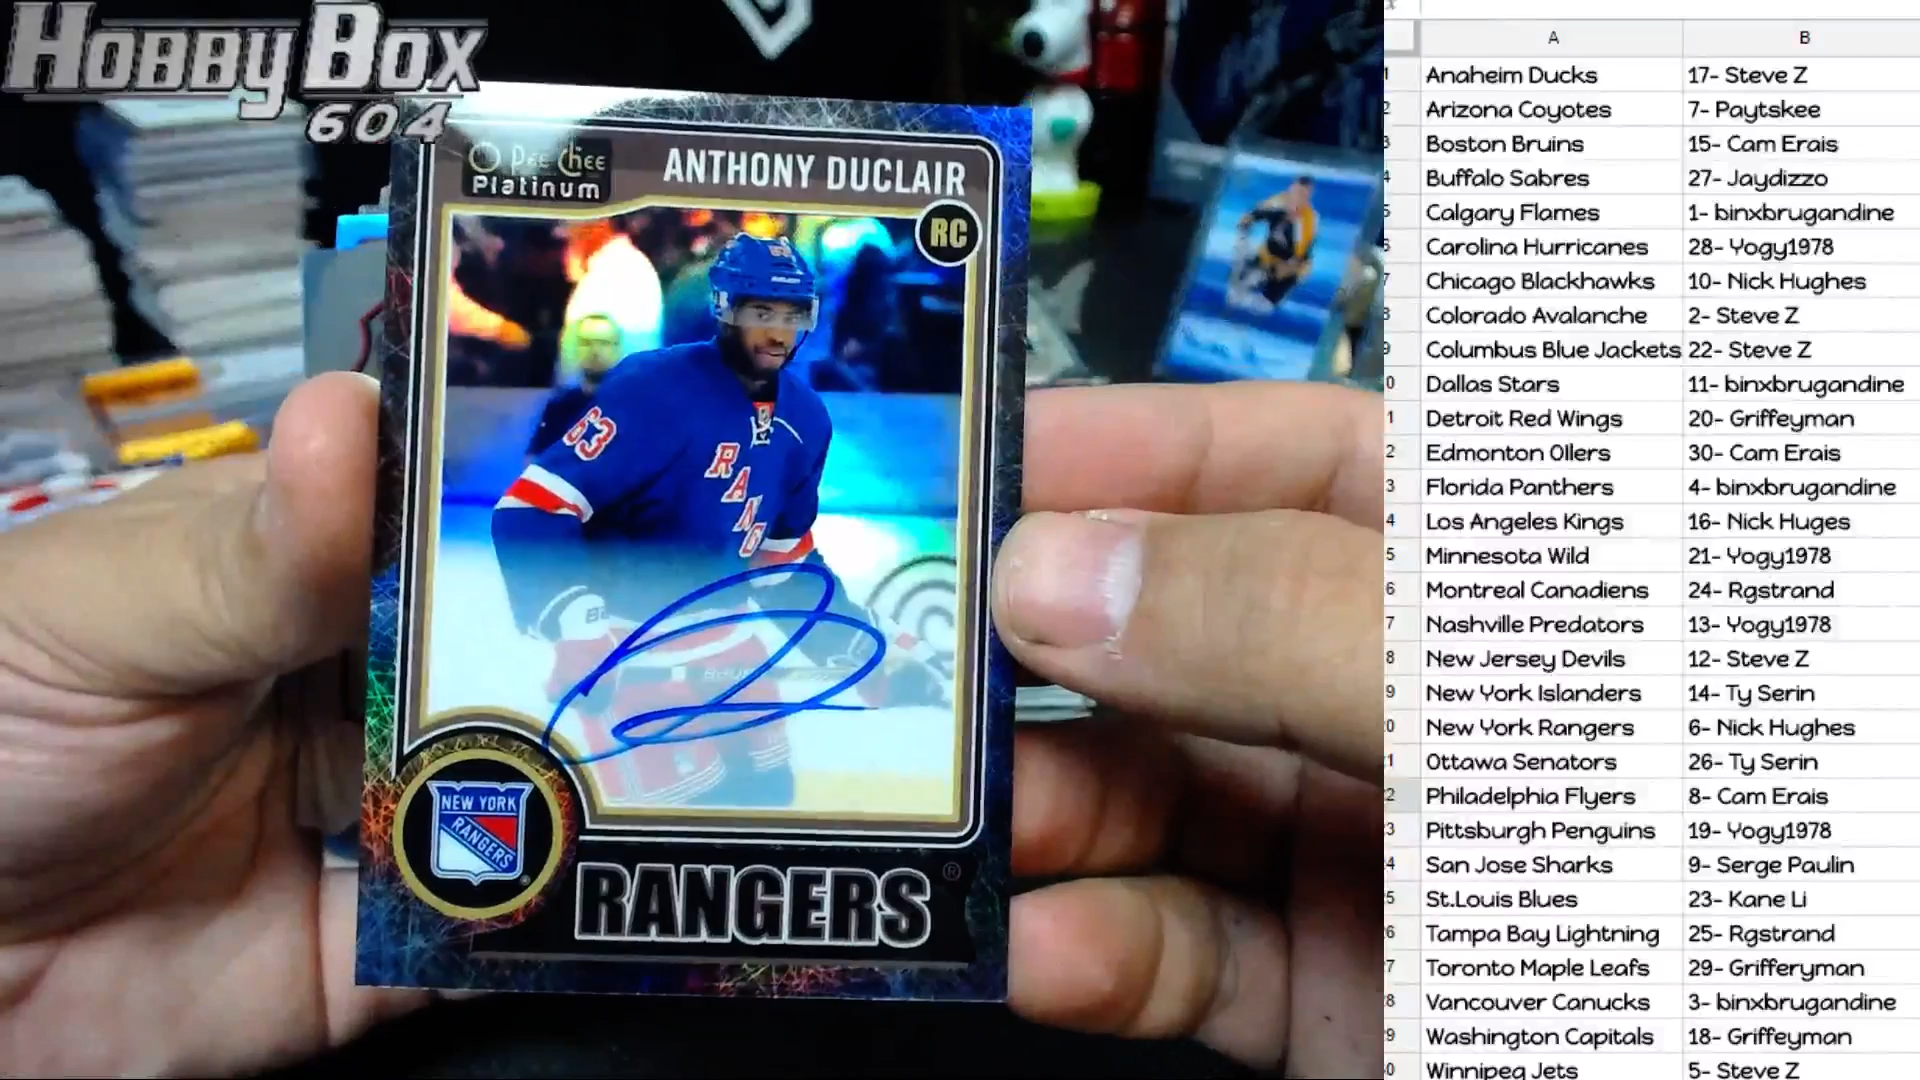 HOBBY BOX
604
O Pee Chee
Platinum
ANTHONY DUCLAIR
RC
63
63
RANG
NEW YORK
RANGERS
RANGERS
®
A B
Anaheim Ducks 17- Steve Z
Arizona Coyotes 7- Paytskee
Boston Bruins 15- Cam Erais
Buffalo Sabres 27- Jaydizzo
Calgary Flames 1- binxbrugandine
Carolina Hurricanes 28- Yogy1978
Chicago Blackhawks 10- Nick Hughes
Colorado Avalanche 2- Steve Z
Columbus Blue Jackets 22- Steve Z
Dallas Stars 11- binxbrugandine
Detroit Red Wings 20- Griffeyman
Edmonton Ollers 30- Cam Erais
Florida Panthers 4- binxbrugandine
Los Angeles Kings 16- Nick Huges
Minnesota Wild 21- Yogy1978
Montreal Canadiens 24- Rgstrand
Nashville Predators 13- Yogy1978
New Jersey Devils 12- Steve Z
New York Islanders 14- Ty Serin
New York Rangers 6- Nick Hughes
Ottawa Senators 26- Ty Serin
Philadelphia Flyers 8- Cam Erais
Pittsburgh Penguins 19- Yogy1978
San Jose Sharks 9- Serge Paulin
St.Louis Blues 23- Kane Li
Tampa Bay Lightning 25- Rgstrand
Toronto Maple Leafs 29- Grifferyman
Vancouver Canucks 3- binxbrugandine
Washington Capitals 18- Griffeyman
Winnipeg Jets 5- Steve Z